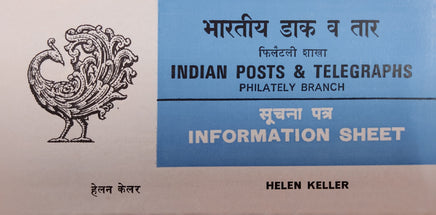 भारतीय डाक व तार
फिलैटली शाखा
INDIAN POSTS & TELEGRAPHS
PHILATELY BRANCH
सूचना पत्र
INFORMATION SHEET
हेलन केलर
HELEN KELLER